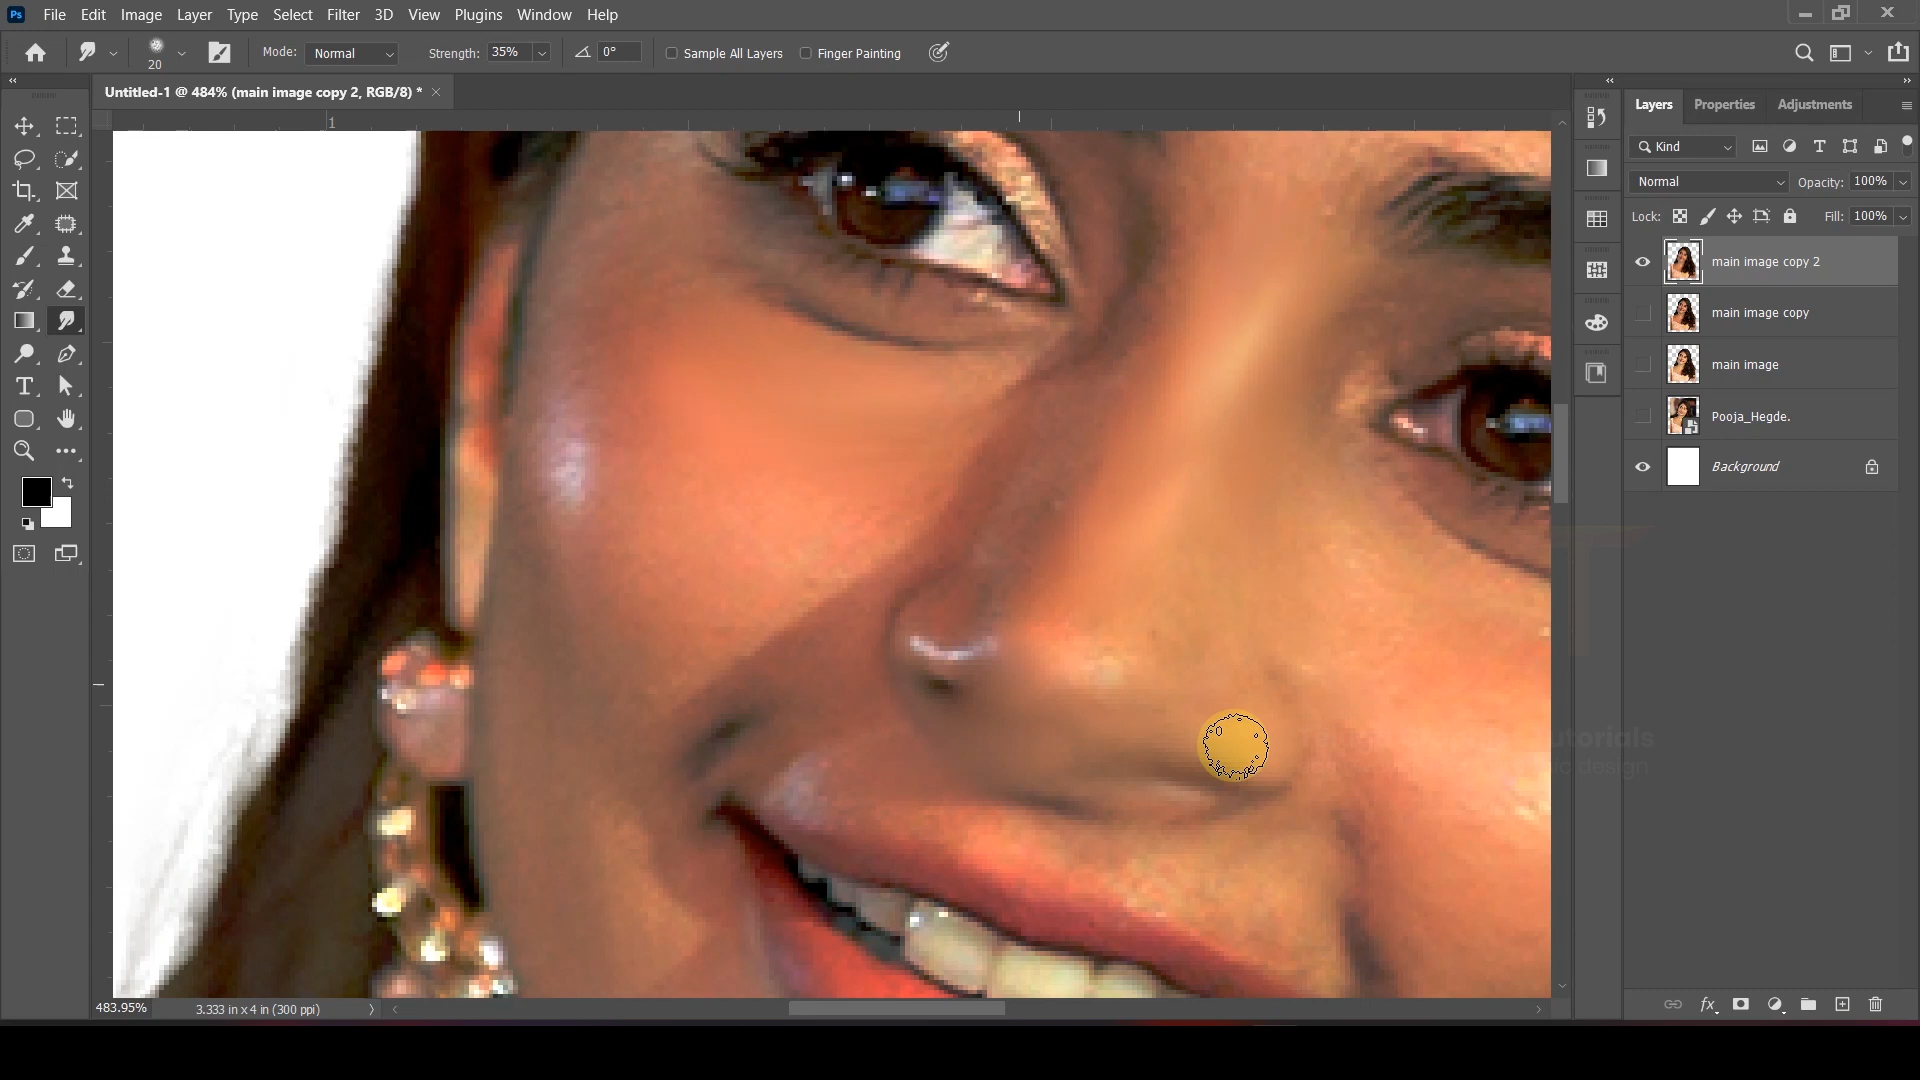 Ps File Edit Image Layer Type Select Filter 3D View Plugins Window Help
20 Mode: Normal Strength: 35% 0° Sample All Layers Finger Painting
Untitled-1 @ 484% (main image copy 2, RGB/8) *
1
Layers Properties Adjustments
Kind
Normal Opacity: 100%
Lock: Fill: 100%
main image copy 2
main image copy
main image
Pooja_Hegde.
Background
483.95% 3.333 in x 4 in (300 ppi)